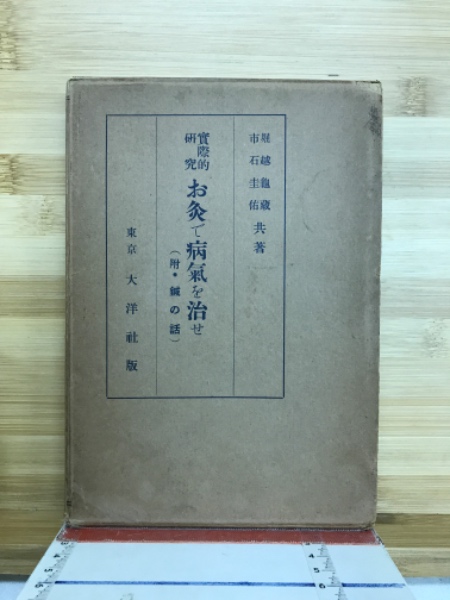 堀越龜蔵
市石圭佑
共著
實際的
研究
お灸で病氣を治せ
(附・鍼の話)
東京 大洋社版